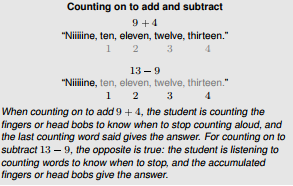 Counting on to add and subtract
9 + 4
“Niiiiine, ten, eleven, twelve, thirteen.”
1 2 3 4
13 − 9
“Niiiiine, ten, eleven, twelve, thirteen.”
1 2 3 4
When counting on to add 9 + 4, the student is counting the
fingers or head bobs to know when to stop counting aloud, and
the last counting word said gives the answer. For counting on to
subtract 13 − 9, the opposite is true: the student is listening to
counting words to know when to stop, and the accumulated
fingers or head bobs give the answer.